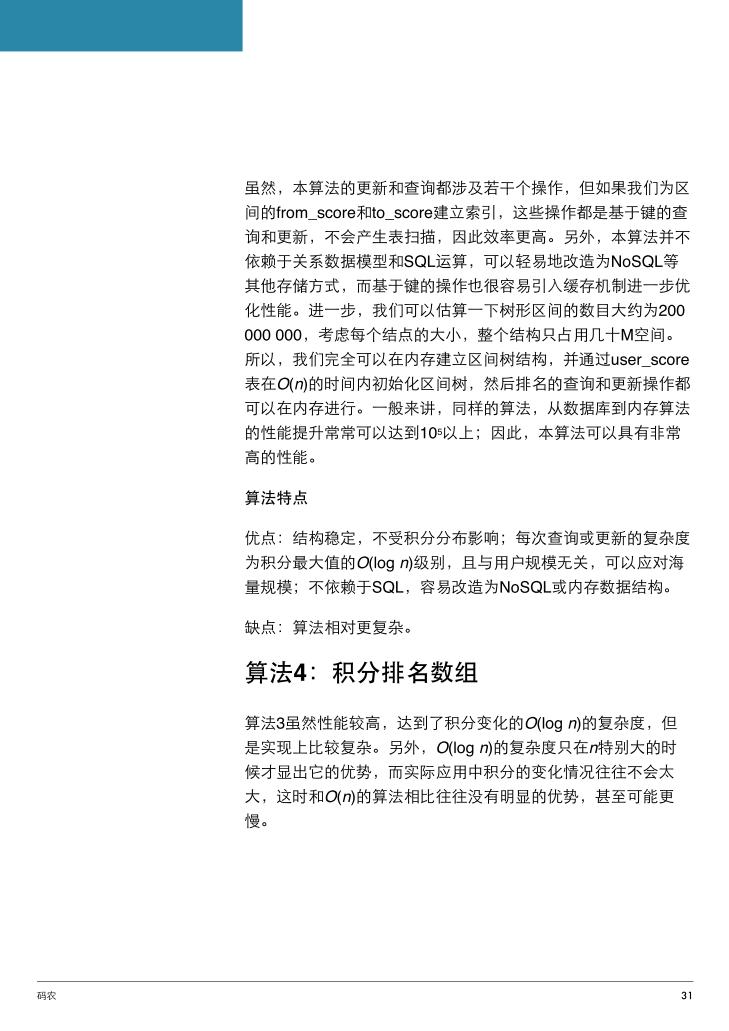 虽然，本算法的更新和查询都涉及若干个操作，但如果我们为区
间的from_score和to_score建立索引，这些操作都是基于键的查
询和更新，不会产生表扫描，因此效率更高。另外，本算法并不
依赖于关系数据模型和SQL运算，可以轻易地改造为NoSQL等
其他存储方式，而基于键的操作也很容易引入缓存机制进一步优
化性能。进一步，我们可以估算一下树形区间的数目大约为200
000 000，考虑每个结点的大小，整个结构只占用几十M空间。
所以，我们完全可以在内存建立区间树结构，并通过user_score
表在O(n)的时间内初始化区间树，然后排名的查询和更新操作都
可以在内存进行。一般来讲，同样的算法，从数据库到内存算法
的性能提升常常可以达到10⁵以上；因此，本算法可以具有非常
高的性能。
算法特点
优点：结构稳定，不受积分分布影响；每次查询或更新的复杂度
为积分最大值的O(log n)级别，且与用户规模无关，可以应对海
量规模；不依赖于SQL，容易改造为NoSQL或内存数据结构。
缺点：算法相对更复杂。
算法4：积分排名数组
算法3虽然性能较高，达到了积分变化的O(log n)的复杂度，但
是实现上比较复杂。另外，O(log n)的复杂度只在n特别大的时
候才显出它的优势，而实际应用中积分的变化情况往往不会太
大，这时和O(n)的算法相比往往没有明显的优势，甚至可能更
慢。
码农 31